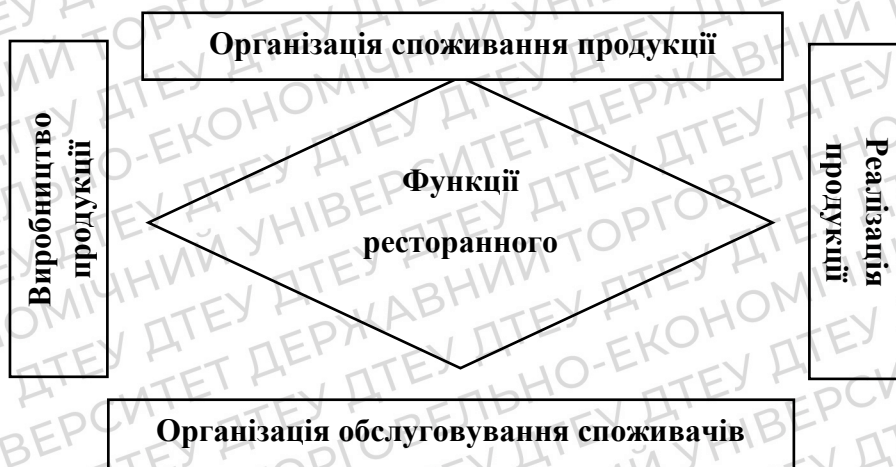 Організація споживання продукції
Виробництво
продукції
Функції
ресторанного
Реалізація
продукції
Організація обслуговування споживачів